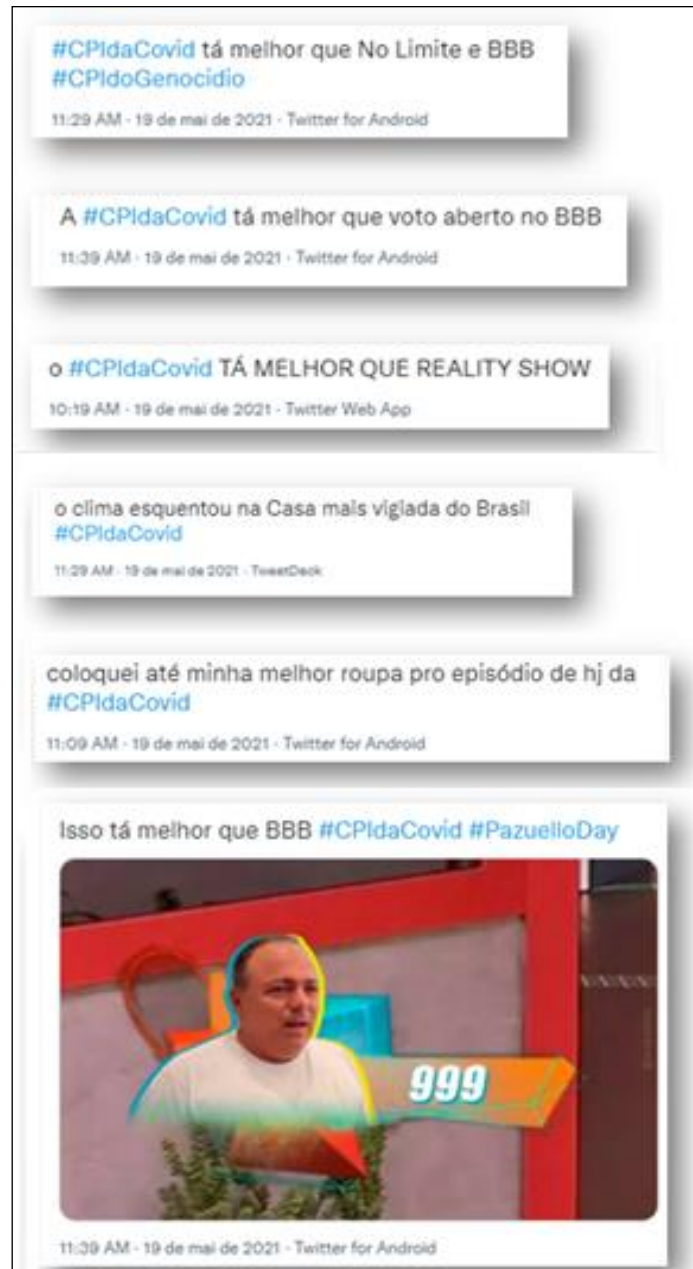 #CPIdaCovid tá melhor que No Limite e BBB
#CPIdoGenocidio
11:29 AM · 19 de mai de 2021 · Twitter for Android
A #CPIdaCovid tá melhor que voto aberto no BBB
11:39 AM · 19 de mai de 2021 · Twitter for Android
o #CPIdaCovid TÁ MELHOR QUE REALITY SHOW
10:19 AM · 19 de mai de 2021 · Twitter Web App
o clima esquentou na Casa mais vigiada do Brasil
#CPIdaCovid
11:29 AM · 19 de mai de 2021 · TweetDeck
coloquei até minha melhor roupa pro episódio de hj da
#CPIdaCovid
11:09 AM · 19 de mai de 2021 · Twitter for Android
Isso tá melhor que BBB #CPIdaCovid #PazuelloDay
999
11:39 AM · 19 de mai de 2021 · Twitter for Android